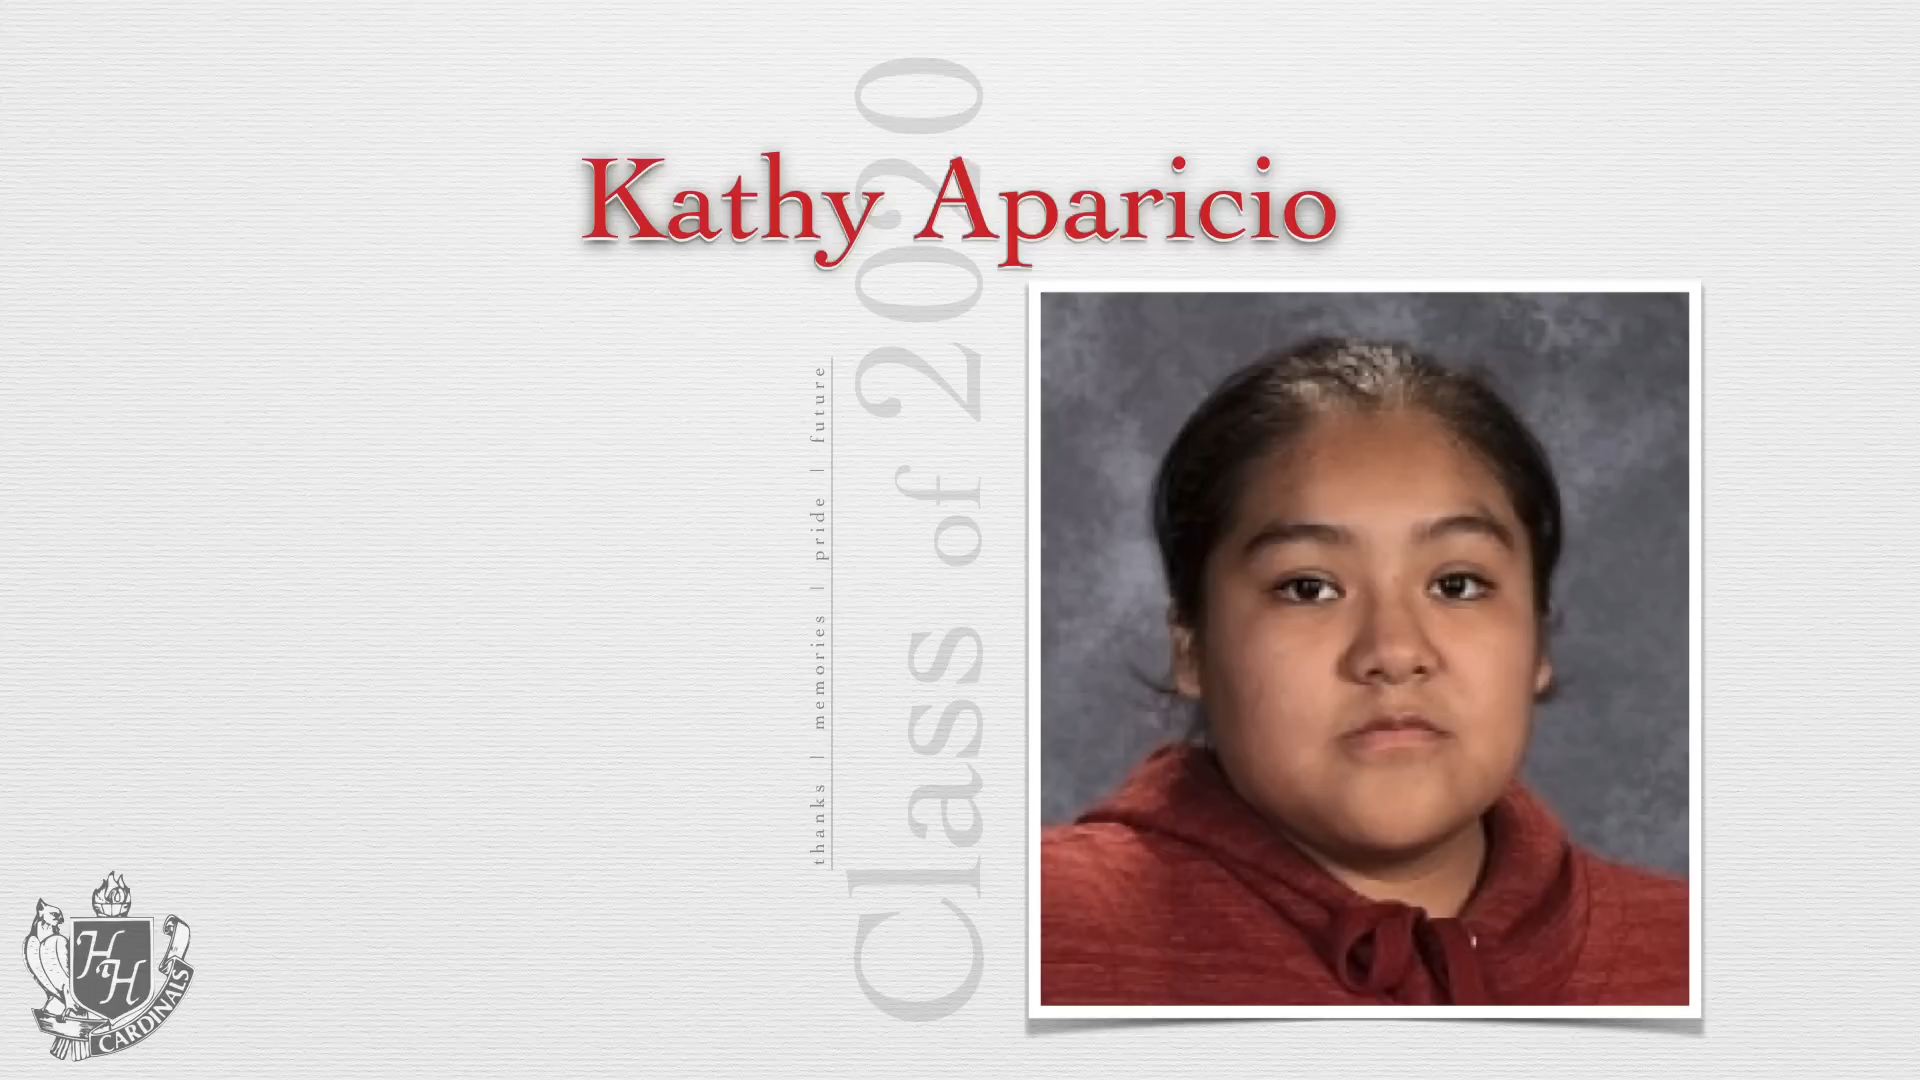 Kathy Aparicio
Class of 2020
thanks | memories | pride | future
HH
CARDINALS